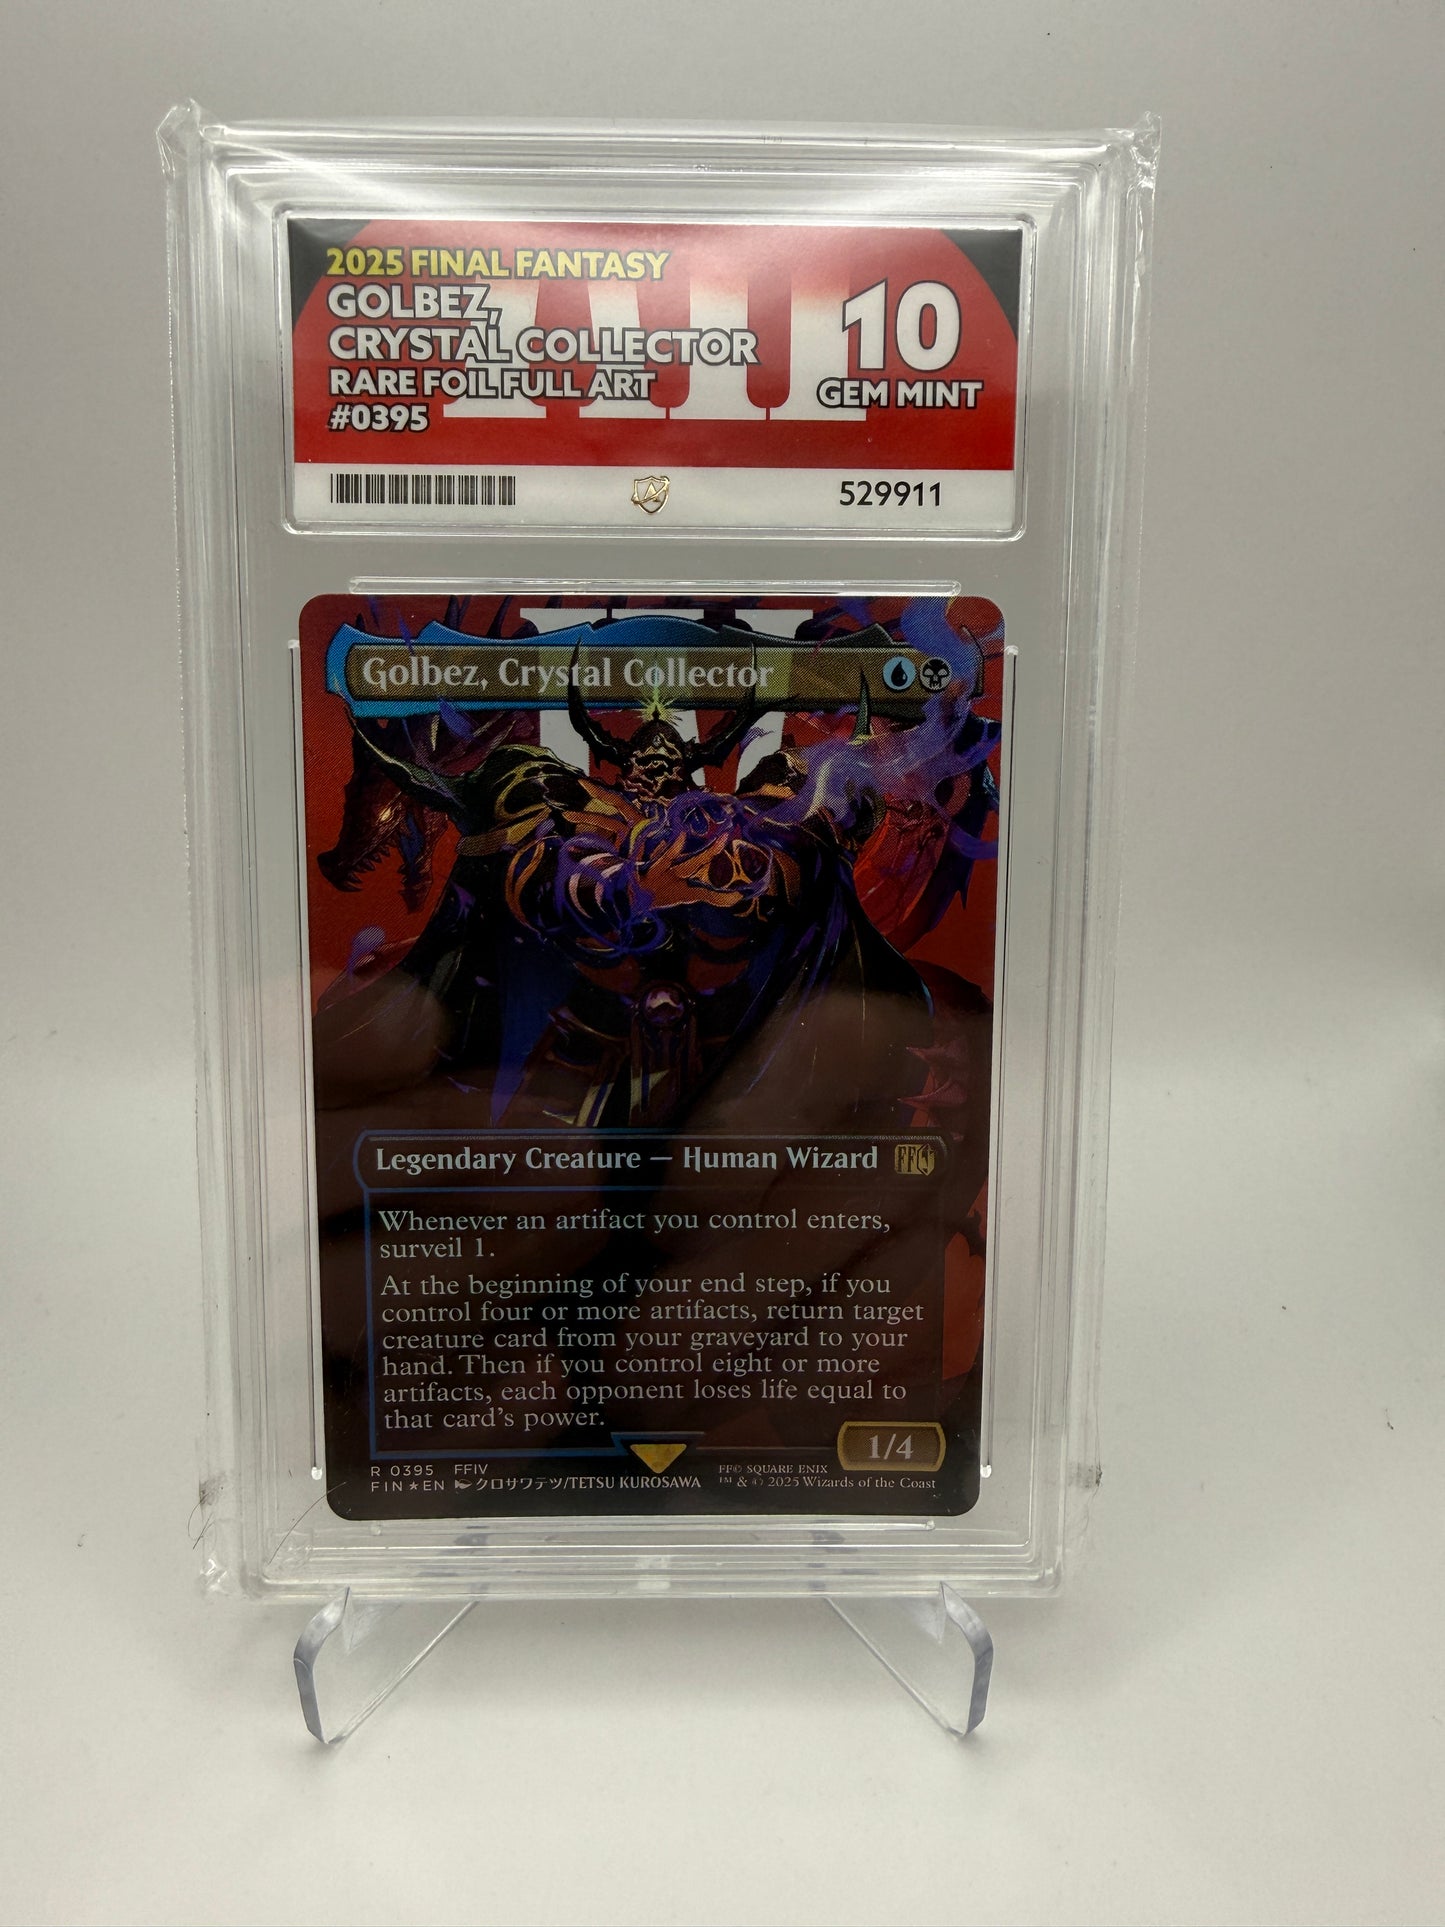 2025 FINAL FANTASY
GOLBEZ,
CRYSTAL COLLECTOR
RARE FOIL FULL ART
#0395
10
GEM MINT
529911
IV
Golbez, Crystal Collector
Legendary Creature — Human Wizard
Whenever an artifact you control enters,
surveil 1.
At the beginning of your end step, if you
control four or more artifacts, return target
creature card from your graveyard to your
hand. Then if you control eight or more
artifacts, each opponent loses life equal to
that card's power.
1/4
R 0395 FFIV
FIN★EN クロサワテツ/TETSU KUROSAWA
FF© SQUARE ENIX
™ & © 2025 Wizards of the Coast